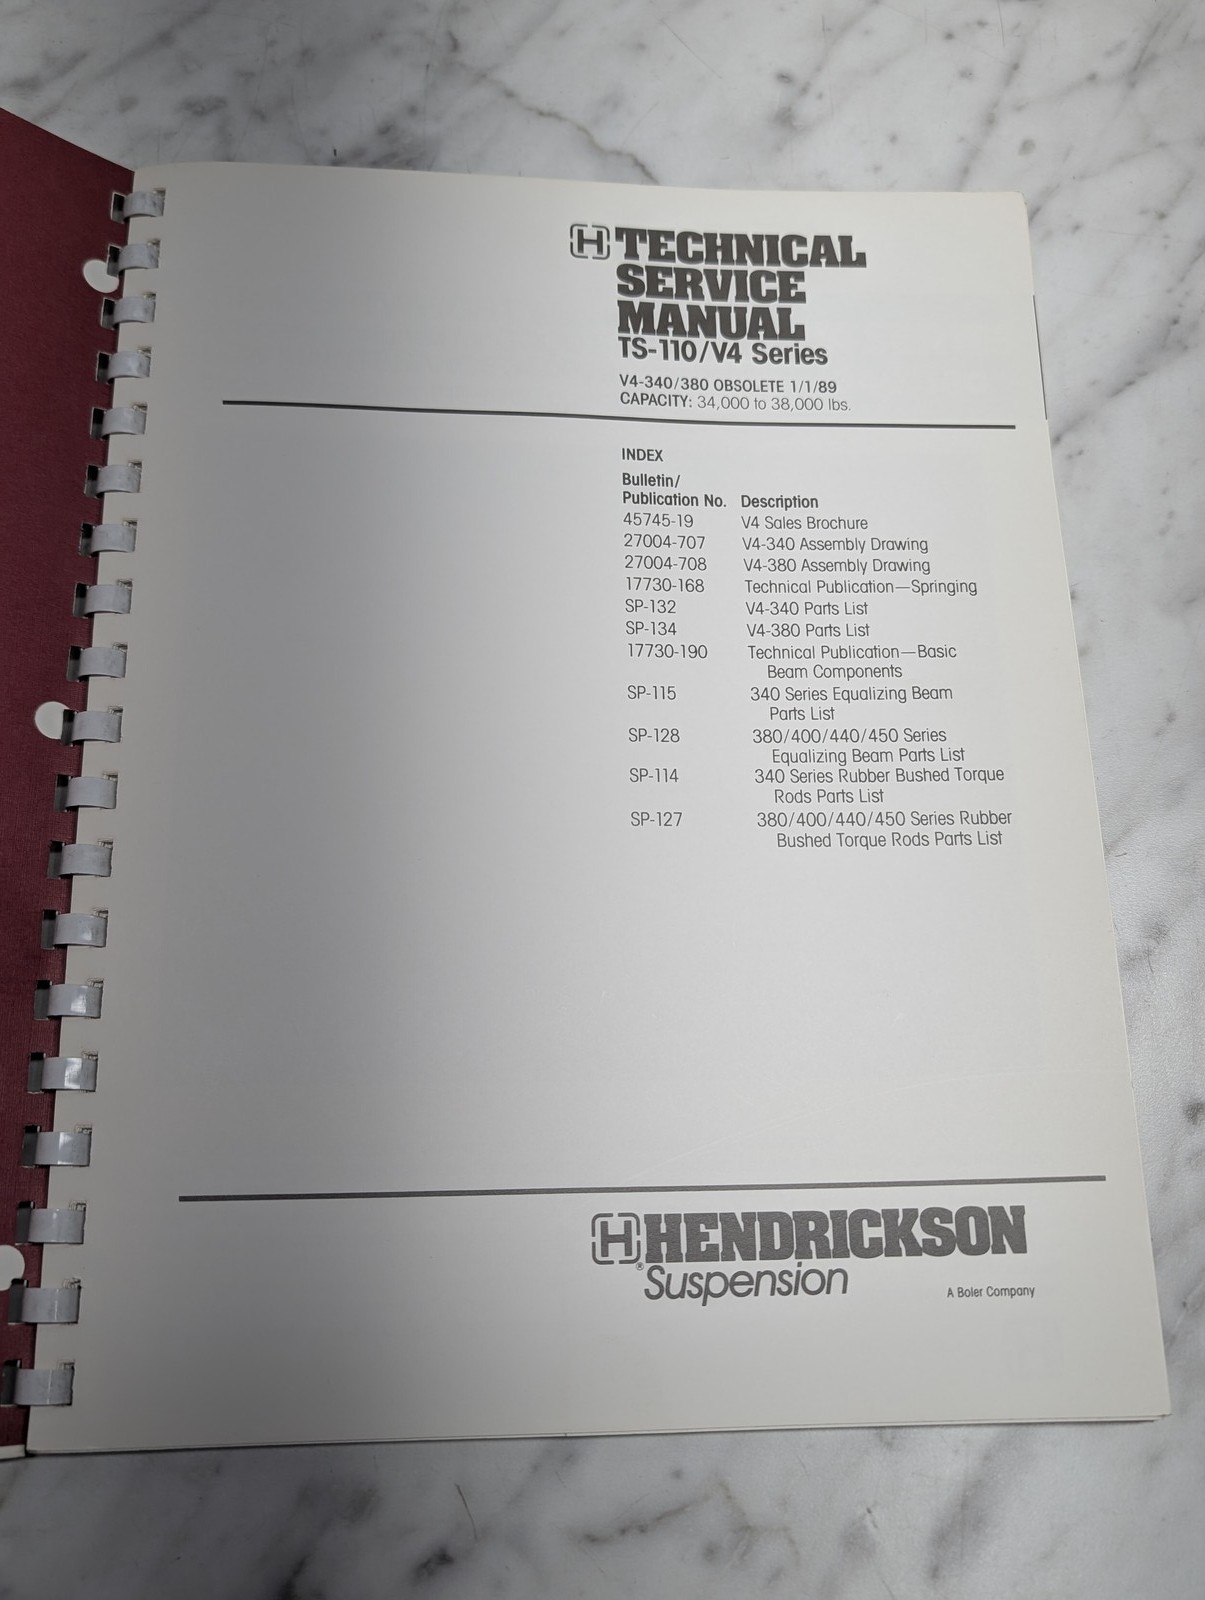 H TECHNICAL
SERVICE
MANUAL
TS-110/V4 Series
V4-340/380 OBSOLETE 1/1/89
CAPACITY: 34,000 to 38,000 lbs.
INDEX
Bulletin/
Publication No. Description
45745-19 V4 Sales Brochure
27004-707 V4-340 Assembly Drawing
27004-708 V4-380 Assembly Drawing
17730-168 Technical Publication—Springing
SP-132 V4-340 Parts List
SP-134 V4-380 Parts List
17730-190 Technical Publication—Basic
Beam Components
SP-115 340 Series Equalizing Beam
Parts List
SP-128 380/400/440/450 Series
Equalizing Beam Parts List
SP-114 340 Series Rubber Bushed Torque
Rods Parts List
SP-127 380/400/440/450 Series Rubber
Bushed Torque Rods Parts List
H® HENDRICKSON
Suspension
A Boler Company